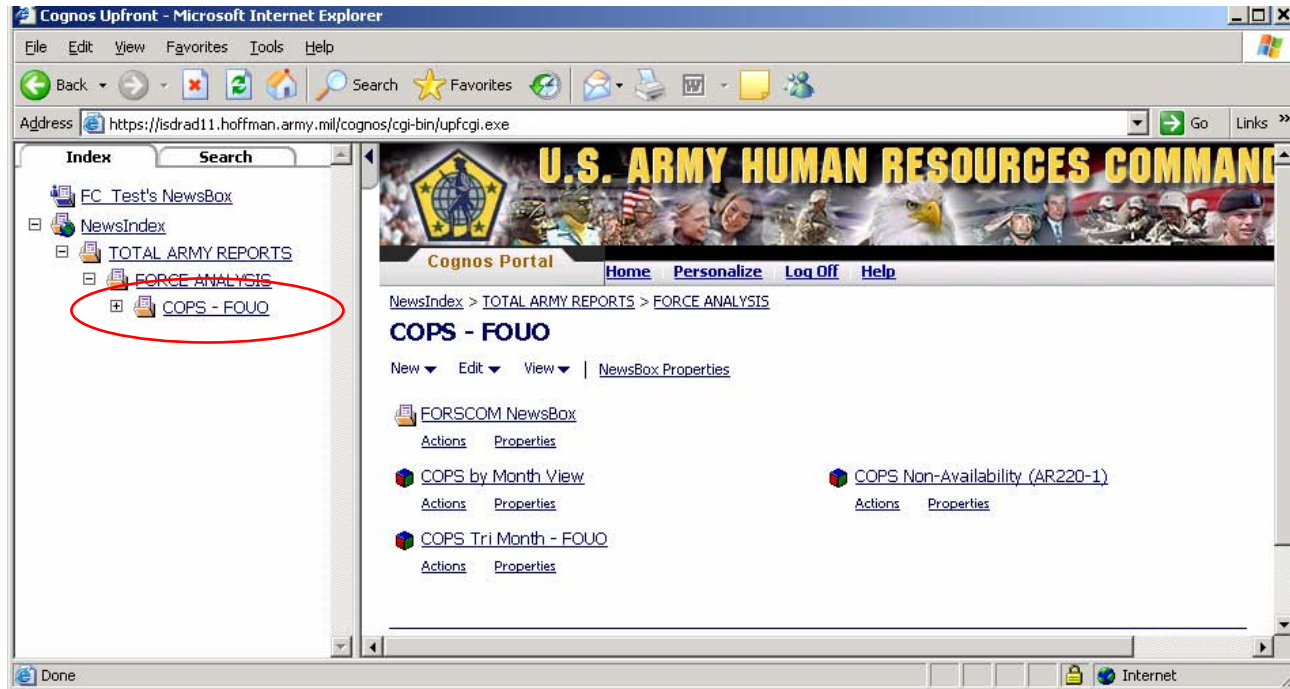 Cognos Upfront - Microsoft Internet Explorer
File Edit View Favorites Tools Help
Back Search Favorites
Address https://isdrad11.hoffman.army.mil/cognos/cgi-bin/upfcgi.exe Go Links »
Index Search
FC_Test's NewsBox
NewsIndex
TOTAL ARMY REPORTS
FORCE ANALYSIS
COPS - FOUO
U.S. ARMY HUMAN RESOURCES COMMAND
Cognos Portal
Home Personalize Log Off Help
NewsIndex > TOTAL ARMY REPORTS > FORCE ANALYSIS
COPS - FOUO
New Edit View | NewsBox Properties
FORSCOM NewsBox
Actions Properties
COPS by Month View COPS Non-Availability (AR220-1)
Actions Properties Actions Properties
COPS Tri Month - FOUO
Actions Properties
Done Internet